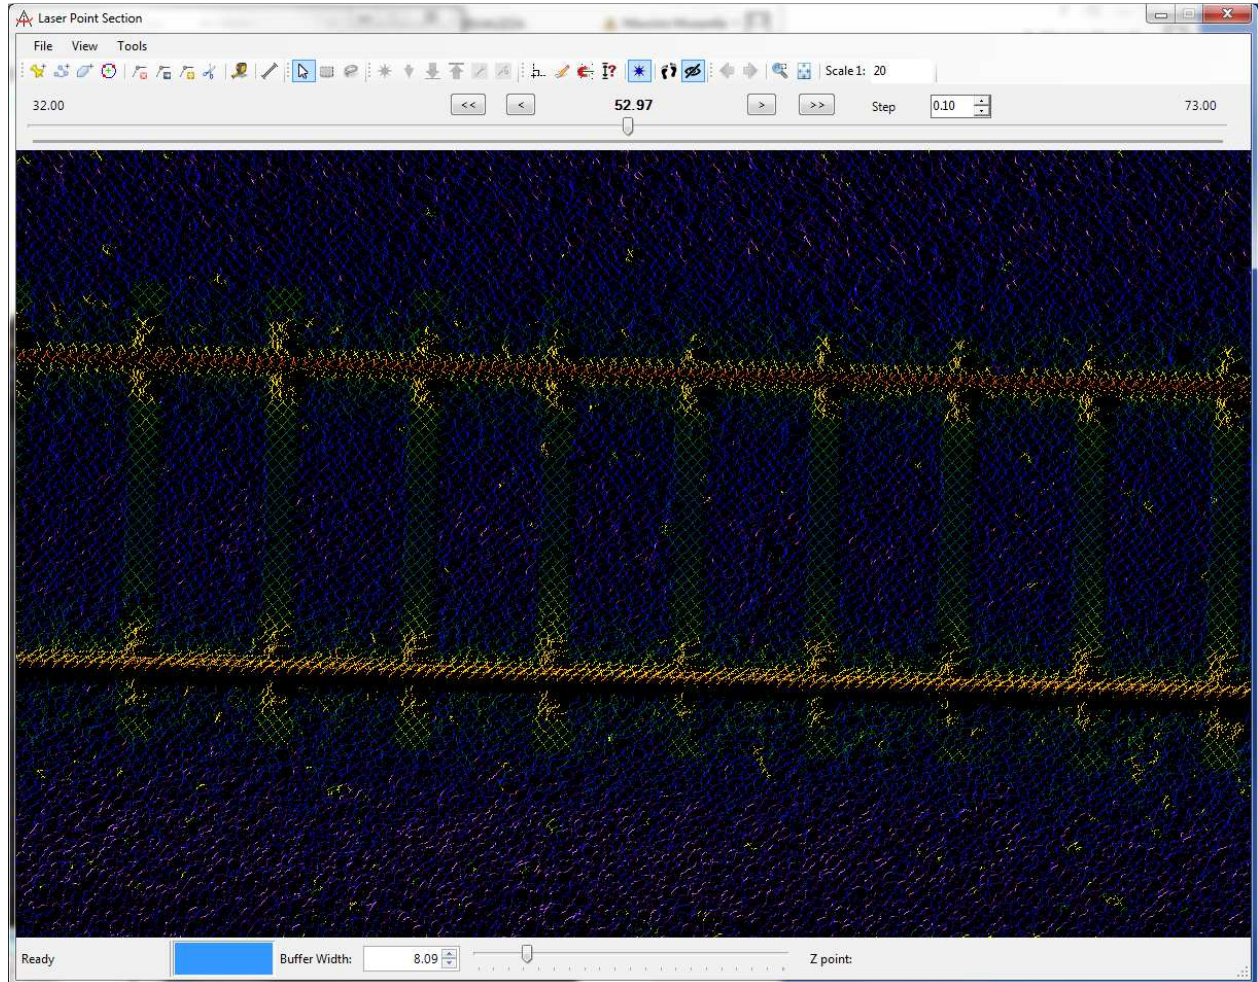 Laser Point Section
File View Tools
Scale 1: 20
32.00 << < 52.97 > >> Step 0.10 73.00
Ready Buffer Width: 8.09 Z point: